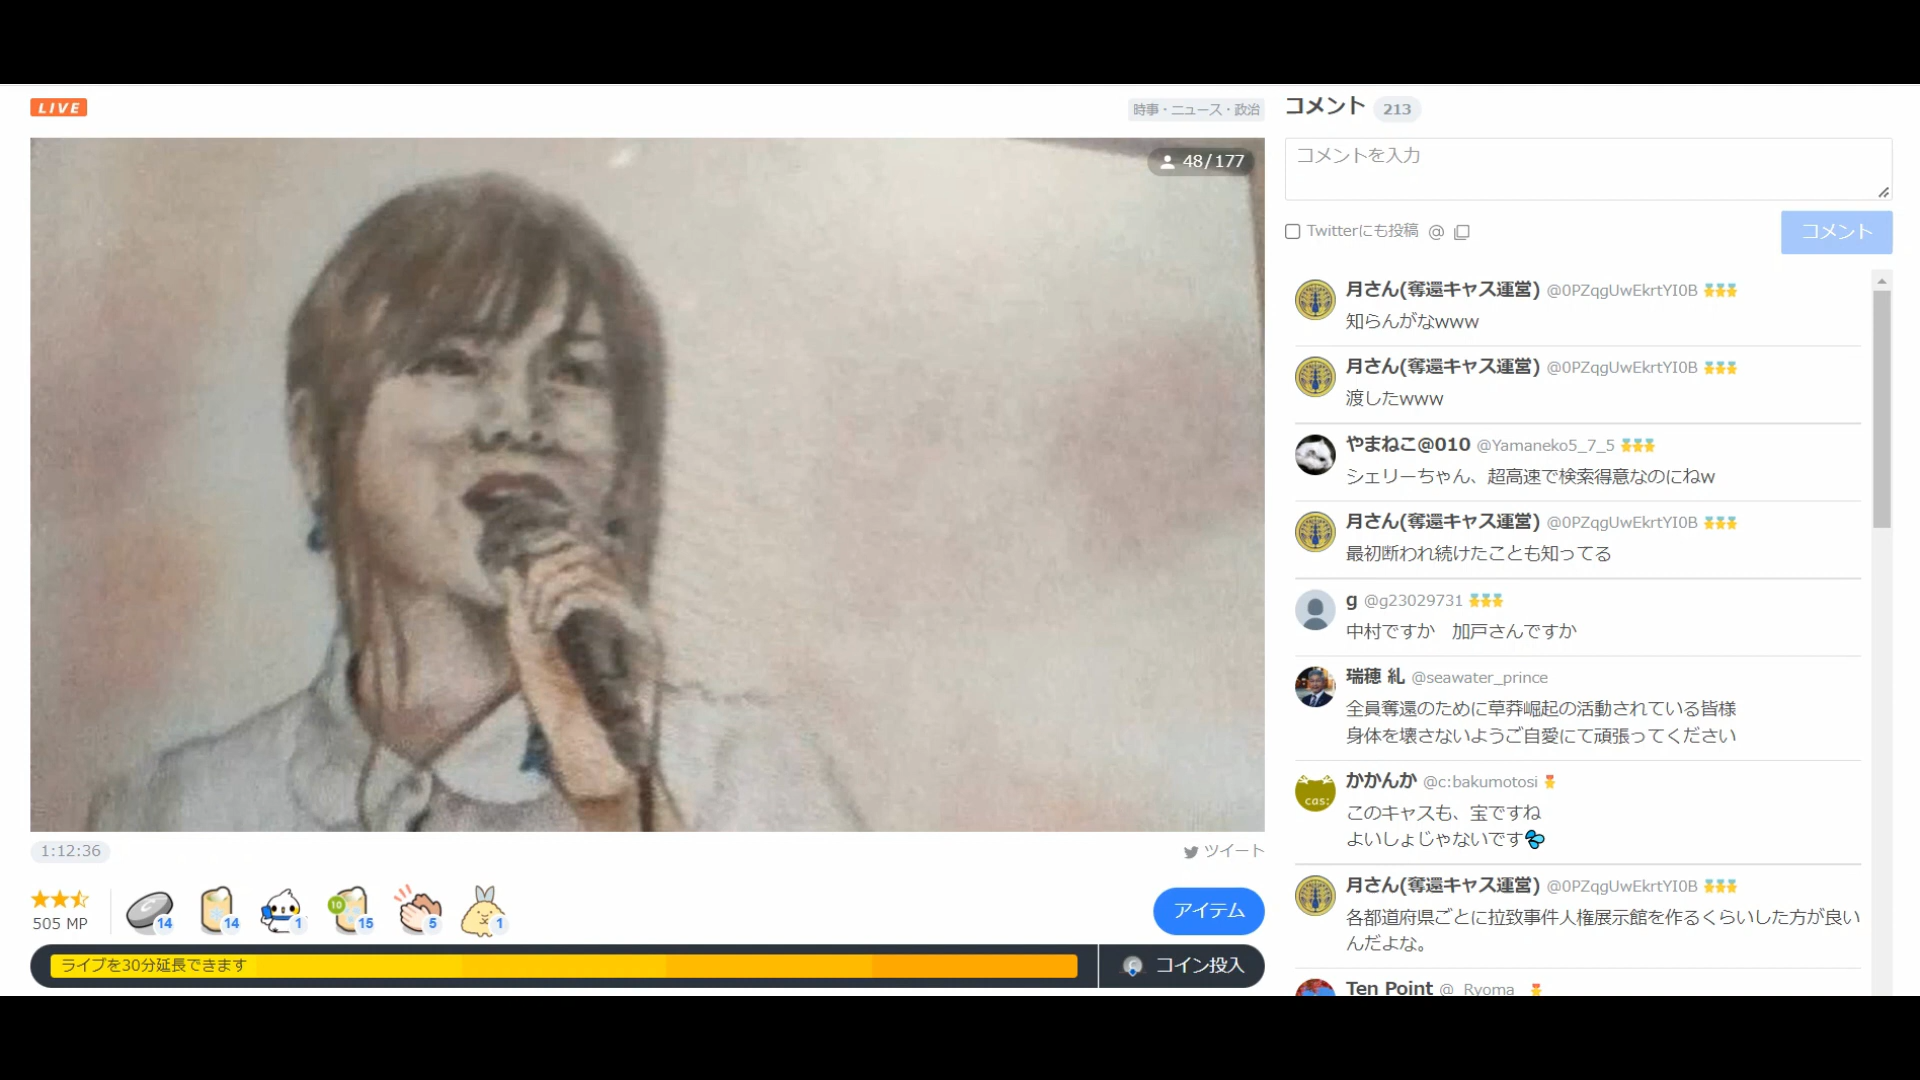 LIVE
時事・ニュース・政治
48/177
1:12:36
ツイート
505 MP
14
14
1
10
15
5
1
アイテム
ライブを30分延長できます
コイン投入
コメント 213
コメントを入力
Twitterにも投稿 @
コメント
月さん(奪還キャス運営) @0PZqgUwEkrtYI0B
知らんがなwww
月さん(奪還キャス運営) @0PZqgUwEkrtYI0B
渡したwww
やまねこ@010 @Yamaneko5_7_5
シェリーちゃん、超高速で検索得意なのにねw
月さん(奪還キャス運営) @0PZqgUwEkrtYI0B
最初断われ続けたことも知ってる
g @g23029731
中村ですか　加戸さんですか
瑞穂 糺 @seawater_prince
全員奪還のために草莽崛起の活動されている皆様
身体を壊さないようご自愛にて頑張ってください
cas:
かかんか @c:bakumotosi
このキャスも、宝ですね
よいしょじゃないです💦
月さん(奪還キャス運営) @0PZqgUwEkrtYI0B
各都道府県ごとに拉致事件人権展示館を作るくらいした方が良い
んだよな。
Ten Point @_Ryoma_